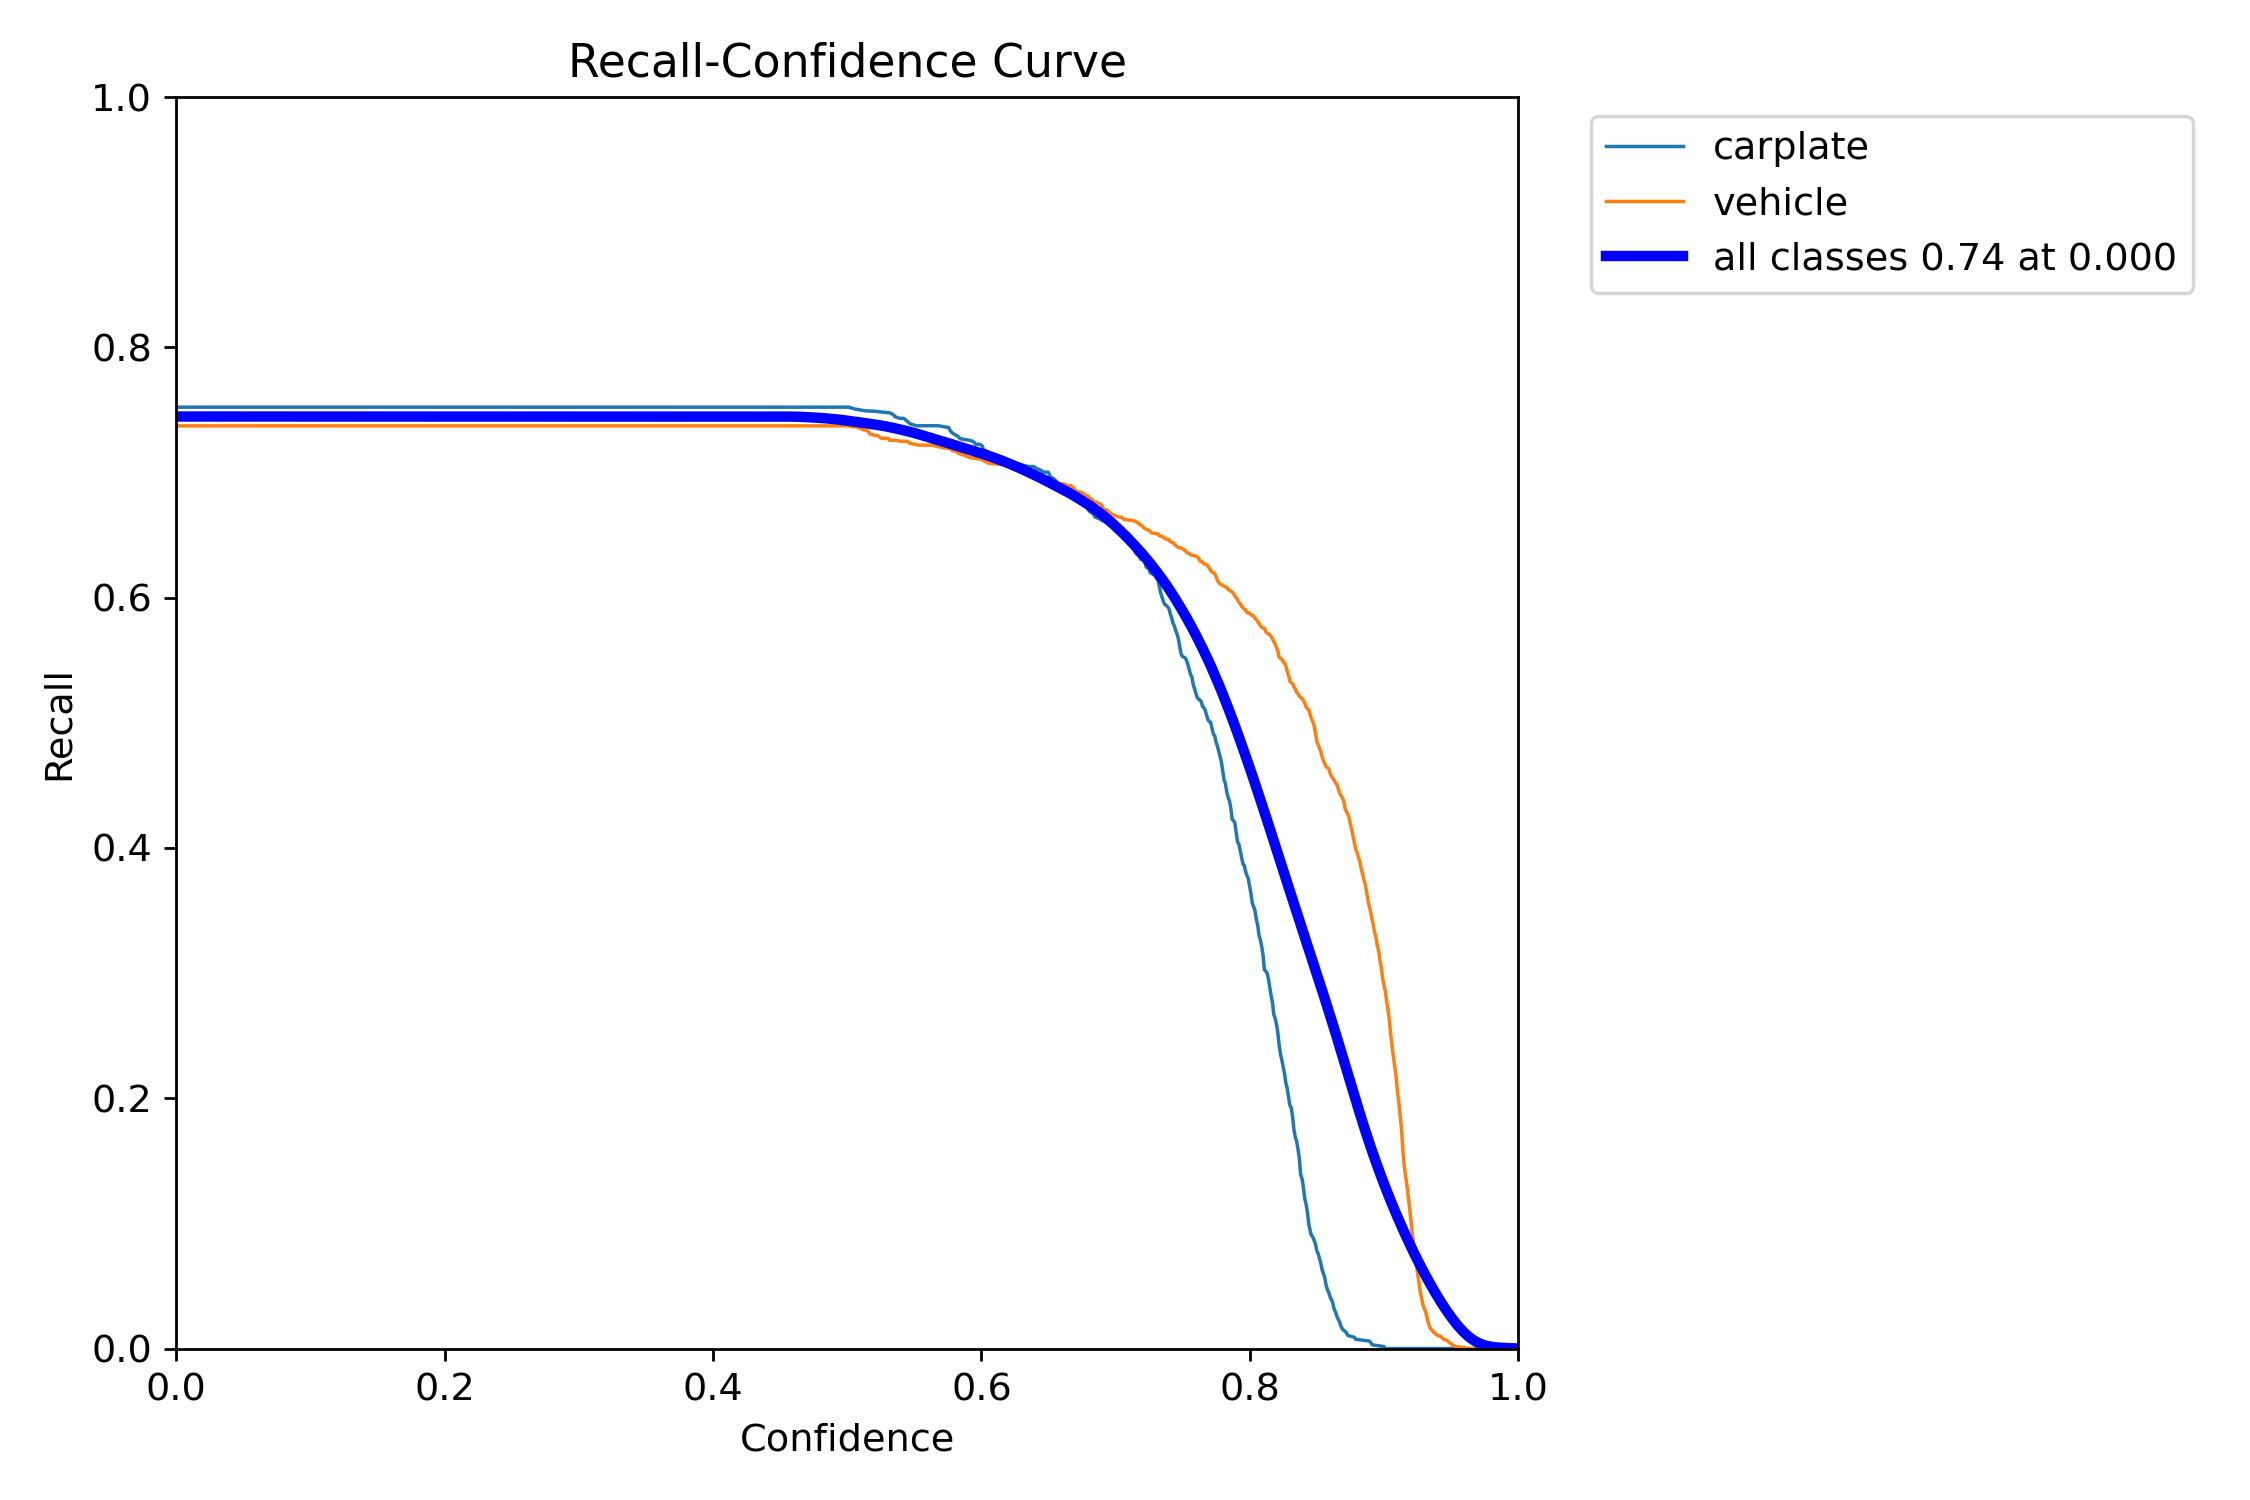 Recall-Confidence Curve
1.0
0.8
0.6
0.4
0.2
0.0
Recall
0.0 0.2 0.4 0.6 0.8 1.0
Confidence
carplate
vehicle
all classes 0.74 at 0.000